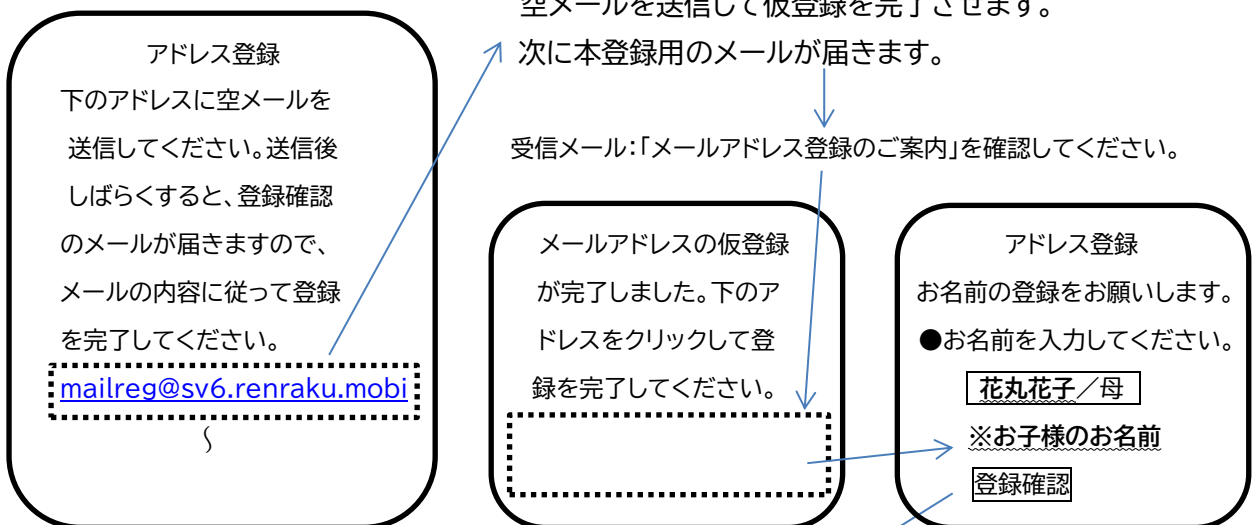 空メールを送信して仮登録を完了させます。
次に本登録用のメールが届きます。
受信メール:「メールアドレス登録のご案内」を確認してください。
アドレス登録
下のアドレスに空メールを
送信してください。送信後
しばらくすると、登録確認
のメールが届きますので、
メールの内容に従って登録
を完了してください。
mailreg@sv6.renraku.mobi
～
メールアドレスの仮登録
が完了しました。下のア
ドレスをクリックして登
録を完了してください。
アドレス登録
お名前の登録をお願いします。
●お名前を入力してください。
花丸花子／母
※お子様のお名前
登録確認